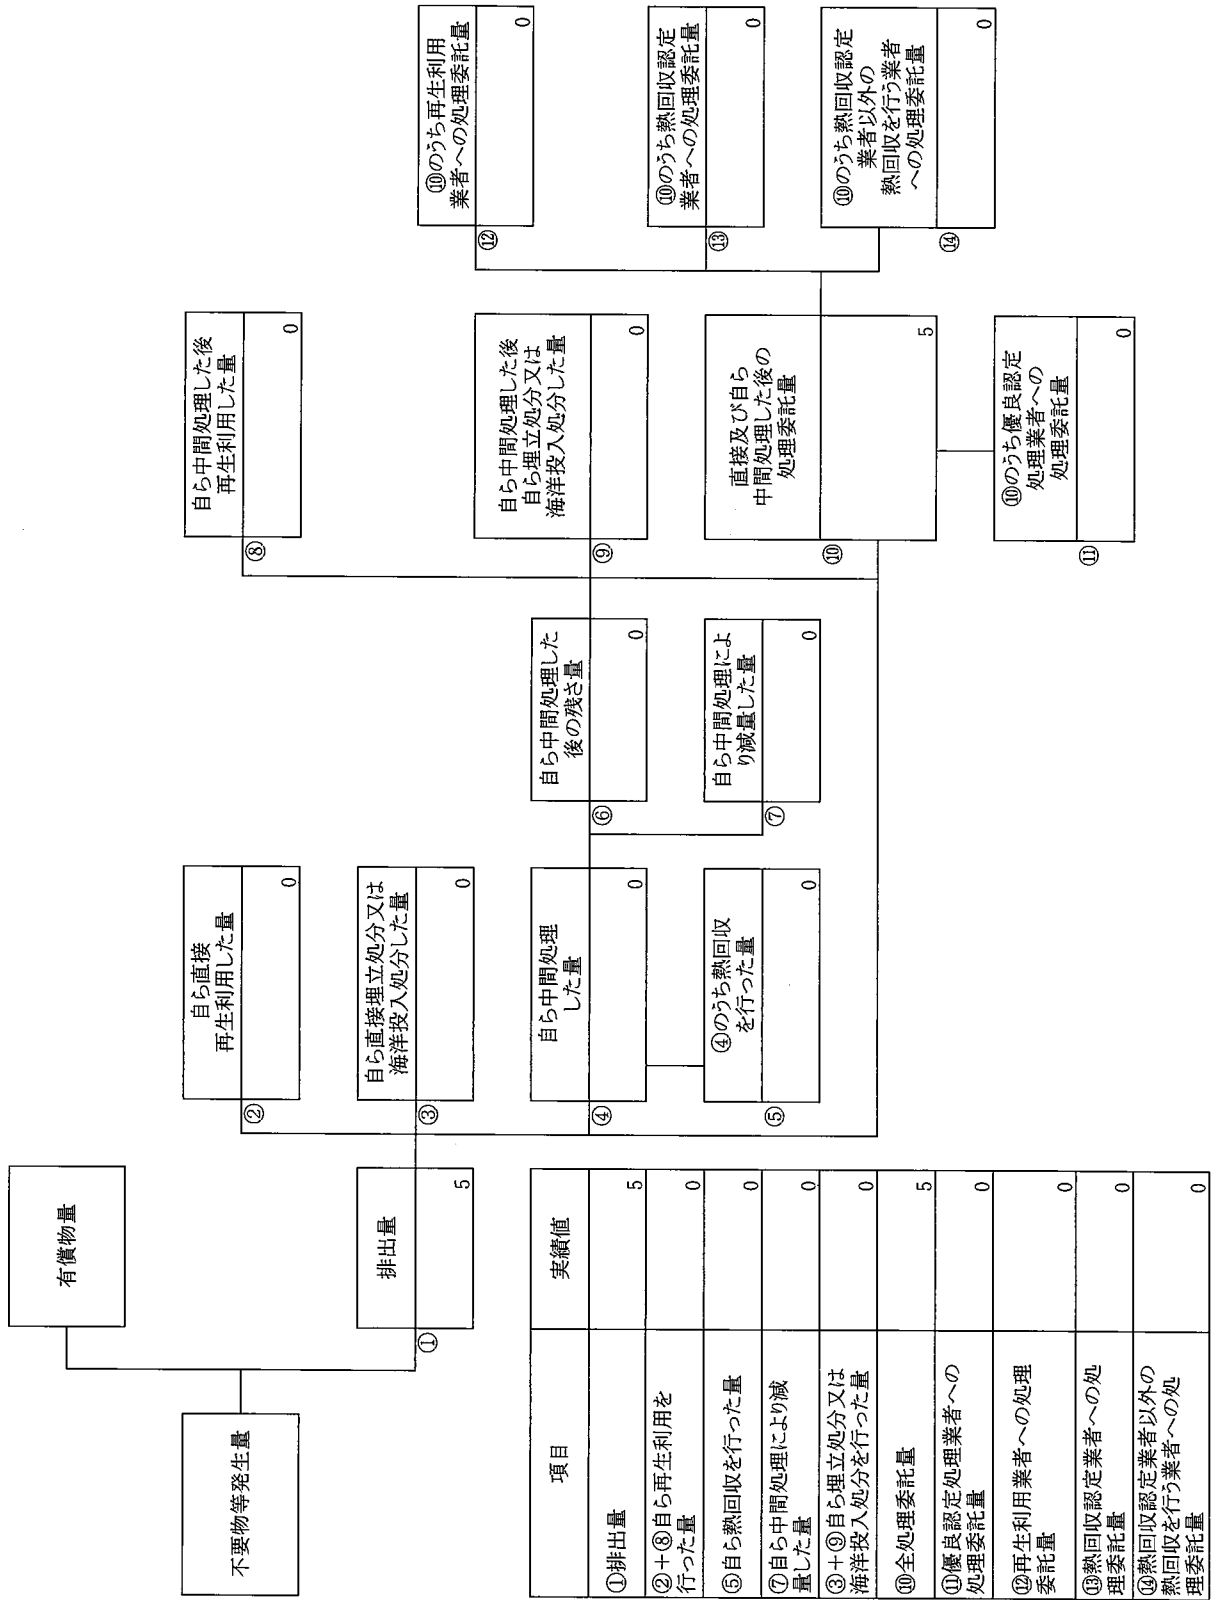 不要物等発生量
有償物量
①
排出量
5
②
自ら直接
再生利用した量
0
③
自ら直接埋立処分又は
海洋投入処分した量
0
④
自ら中間処理
した量
0
⑤
④のうち熱回収
を行った量
0
⑥
自ら中間処理した
後の残さ量
0
⑦
自ら中間処理によ
り減量した量
0
⑧
自ら中間処理した後
再生利用した量
0
⑨
自ら中間処理した後
自ら埋立処分又は
海洋投入処分した量
0
⑩
直接及び自ら
中間処理した後の
処理委託量
5
⑪
⑩のうち優良認定
処理業者への
処理委託量
0
⑫
⑩のうち再生利用
業者への処理委託量
0
⑬
⑩のうち熱回収認定
業者への処理委託量
0
⑭
⑩のうち熱回収認定
業者以外の
熱回収を行う業者
への処理委託量
0
項目 実績値
①排出量 5
②+⑧自ら再生利用を
行った量 0
⑤自ら熱回収を行った量 0
⑦自ら中間処理により減
量した量 0
③+⑨自ら埋立処分又は
海洋投入処分を行った量 0
⑩全処理委託量 5
⑪優良認定処理業者への
処理委託量 0
⑫再生利用業者への処理
委託量 0
⑬熱回収認定業者への処
理委託量 0
⑭熱回収認定業者以外の
熱回収を行う業者への処
理委託量 0